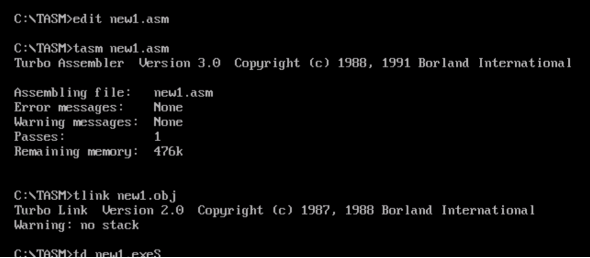 C:\TASM>edit new1.asm
C:\TASM>tasm new1.asm
Turbo Assembler  Version 3.0  Copyright (c) 1988, 1991 Borland International
Assembling file:   new1.asm
Error messages:    None
Warning messages:  None
Passes:            1
Remaining memory:  476k
C:\TASM>tlink new1.obj
Turbo Link  Version 2.0  Copyright (c) 1987, 1988 Borland International
Warning: no stack
C:\TASM>td new1.exeS